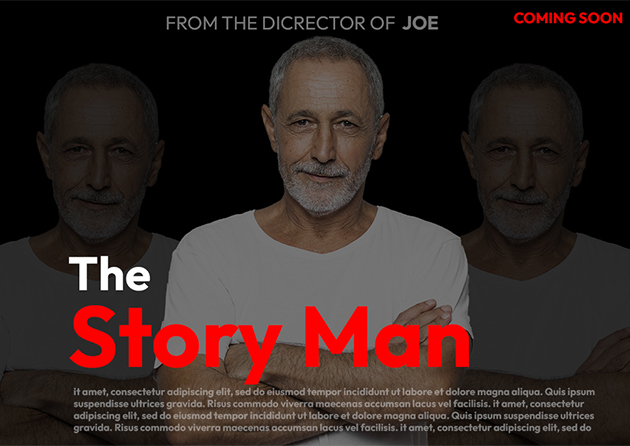 FROM THE DICRECTOR OF JOE
COMING SOON
The
Story Man
it amet, consectetur adipiscing elit, sed do eiusmod tempor incididunt ut labore et dolore magna aliqua. Quis ipsum
suspendisse ultrices gravida. Risus commodo viverra maecenas accumsan lacus vel facilisis. it amet, consectetur
adipiscing elit, sed do eiusmod tempor incididunt ut labore et dolore magna aliqua. Quis ipsum suspendisse ultrices
gravida. Risus commodo viverra maecenas accumsan lacus vel facilisis. it amet, consectetur adipiscing elit, sed do